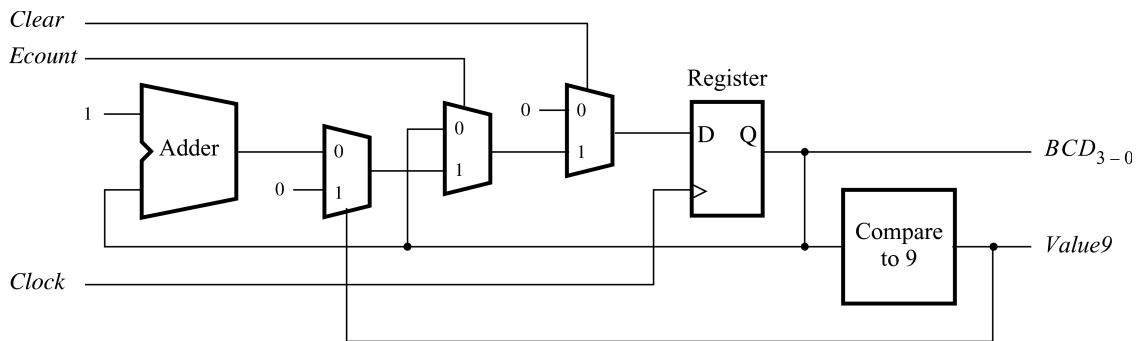 Clear
Ecount
Register
0 0
1 0 D Q
Adder 0 1 BCD3–0
1
0 1
Compare
to 9
Value9
Clock